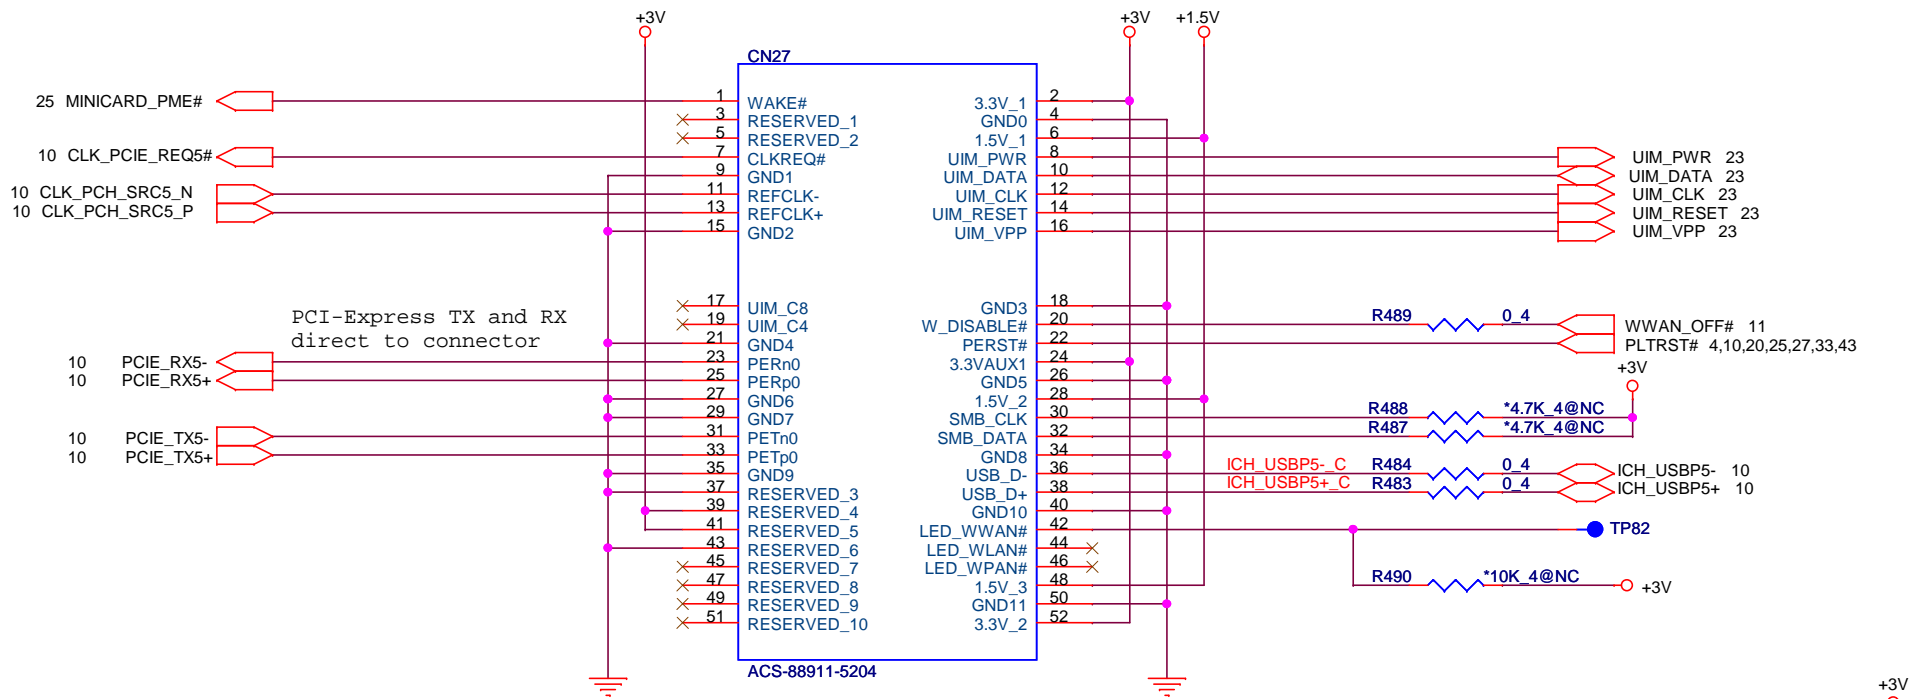 +3V +3V +1.5V
CN27
25 MINICARD_PME# 1 WAKE# 3.3V_1 2
3 RESERVED_1 GND0 4
5 RESERVED_2 1.5V_1 6
10 CLK_PCIE_REQ5# 7 CLKREQ# UIM_PWR 8 UIM_PWR 23
9 GND1 UIM_DATA 10 UIM_DATA 23
10 CLK_PCH_SRC5_N 11 REFCLK- UIM_CLK 12 UIM_CLK 23
10 CLK_PCH_SRC5_P 13 REFCLK+ UIM_RESET 14 UIM_RESET 23
15 GND2 UIM_VPP 16 UIM_VPP 23
17 UIM_C8 GND3 18
PCI-Express TX and RX
direct to connector
19 UIM_C4 W_DISABLE# 20 R489 0_4 WWAN_OFF# 11
21 GND4 PERST# 22 PLTRST# 4,10,20,25,27,33,43
10 PCIE_RX5- 23 PERn0 3.3VAUX1 24 +3V
10 PCIE_RX5+ 25 PERp0 GND5 26
27 GND6 1.5V_2 28
29 GND7 SMB_CLK 30 R488 *4.7K_4@NC
10 PCIE_TX5- 31 PETn0 SMB_DATA 32 R487 *4.7K_4@NC
10 PCIE_TX5+ 33 PETp0 GND8 34
35 GND9 USB_D- 36 ICH_USBP5-_C R484 0_4 ICH_USBP5- 10
37 RESERVED_3 USB_D+ 38 ICH_USBP5+_C R483 0_4 ICH_USBP5+ 10
39 RESERVED_4 GND10 40
41 RESERVED_5 LED_WWAN# 42 TP82
43 RESERVED_6 LED_WLAN# 44
45 RESERVED_7 LED_WPAN# 46
47 RESERVED_8 1.5V_3 48 R490 *10K_4@NC +3V
49 RESERVED_9 GND11 50
51 RESERVED_10 3.3V_2 52
ACS-88911-5204
+3V